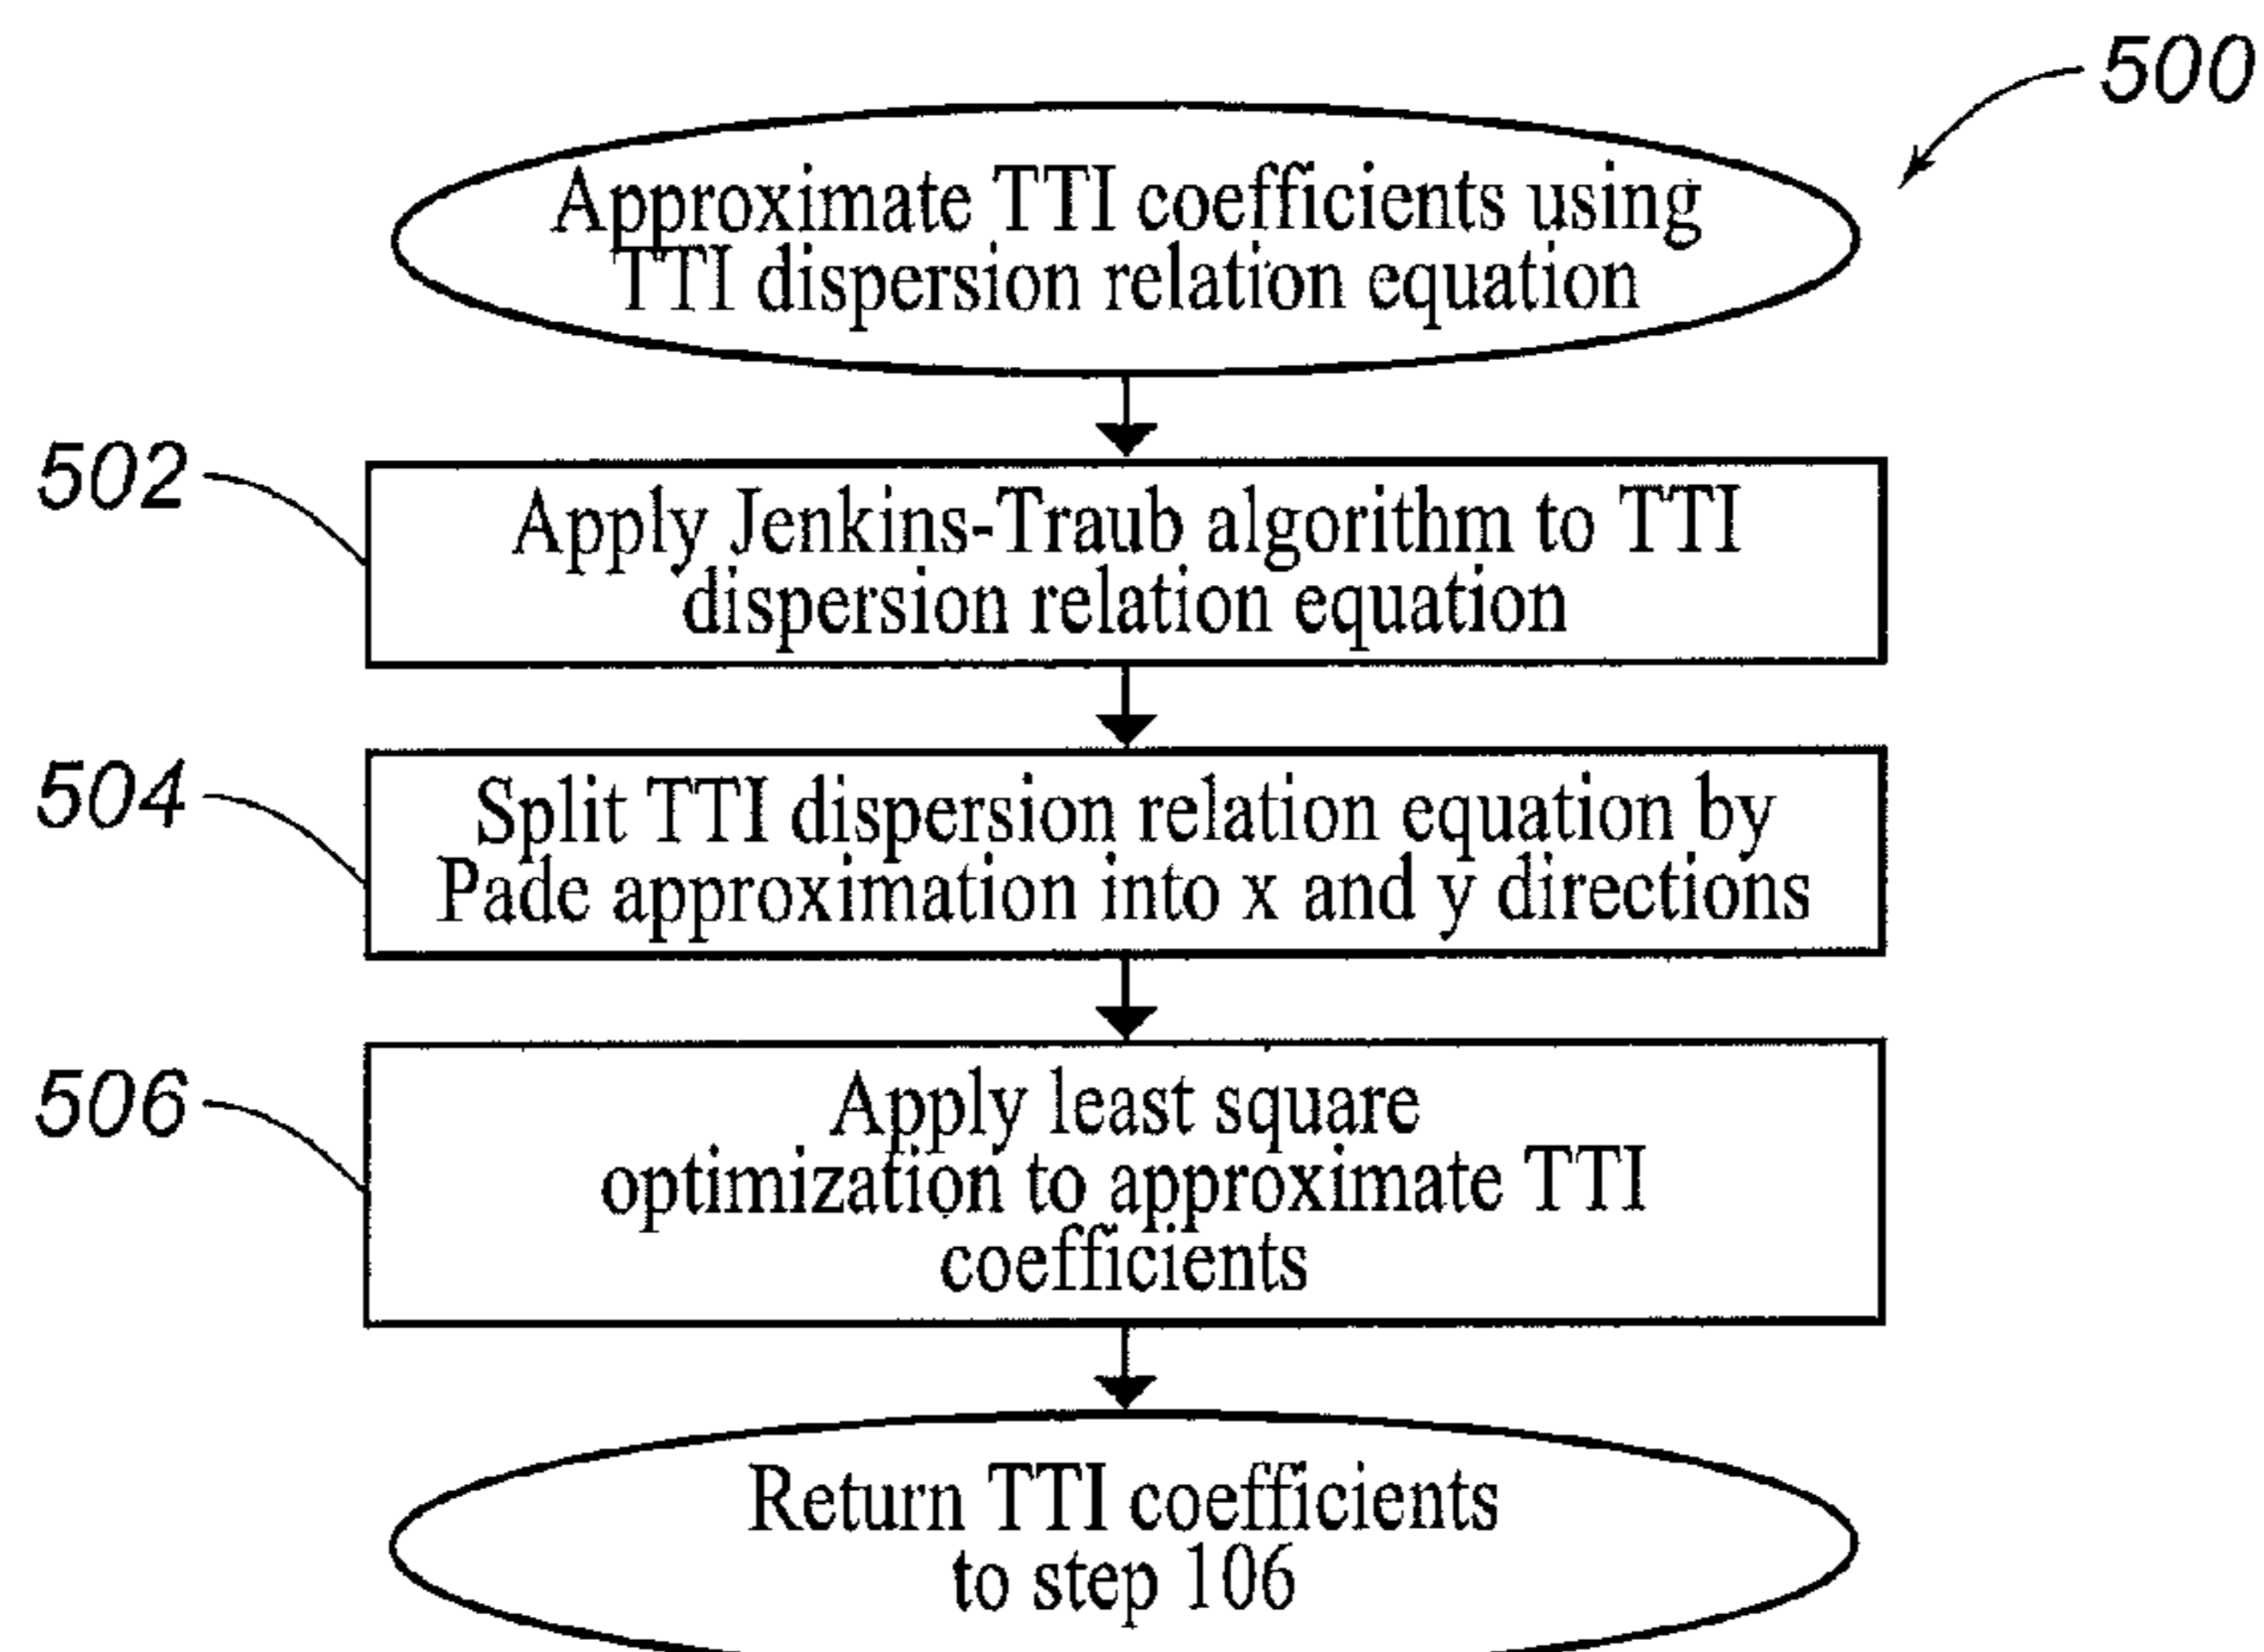 500
Approximate TTI coefficients using
TTI dispersion relation equation
502
Apply Jenkins-Traub algorithm to TTI
dispersion relation equation
504
Split TTI dispersion relation equation by
Pade approximation into x and y directions
506
Apply least square
optimization to approximate TTI
coefficients
Return TTI coefficients
to step 106